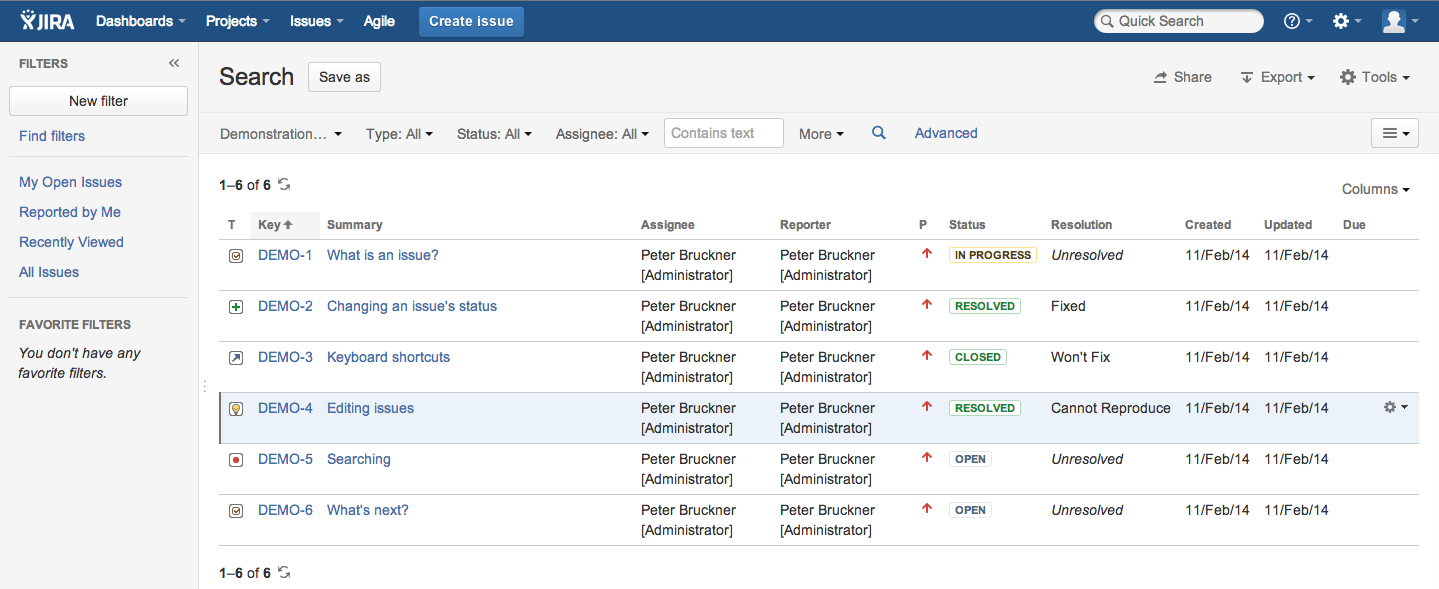 JIRA Dashboards Projects Issues Agile Create issue Quick Search
FILTERS
New filter
Find filters
My Open Issues
Reported by Me
Recently Viewed
All Issues
FAVORITE FILTERS
You don't have any
favorite filters.
Search Save as Share Export Tools
Demonstration... Type: All Status: All Assignee: All Contains text More Advanced
1–6 of 6
Columns
T Key Summary Assignee Reporter P Status Resolution Created Updated Due
DEMO-1 What is an issue? Peter Bruckner Peter Bruckner IN PROGRESS Unresolved 11/Feb/14 11/Feb/14
[Administrator] [Administrator]
DEMO-2 Changing an issue's status Peter Bruckner Peter Bruckner RESOLVED Fixed 11/Feb/14 11/Feb/14
[Administrator] [Administrator]
DEMO-3 Keyboard shortcuts Peter Bruckner Peter Bruckner CLOSED Won't Fix 11/Feb/14 11/Feb/14
[Administrator] [Administrator]
DEMO-4 Editing issues Peter Bruckner Peter Bruckner RESOLVED Cannot Reproduce 11/Feb/14 11/Feb/14
[Administrator] [Administrator]
DEMO-5 Searching Peter Bruckner Peter Bruckner OPEN Unresolved 11/Feb/14 11/Feb/14
[Administrator] [Administrator]
DEMO-6 What's next? Peter Bruckner Peter Bruckner OPEN Unresolved 11/Feb/14 11/Feb/14
[Administrator] [Administrator]
1–6 of 6